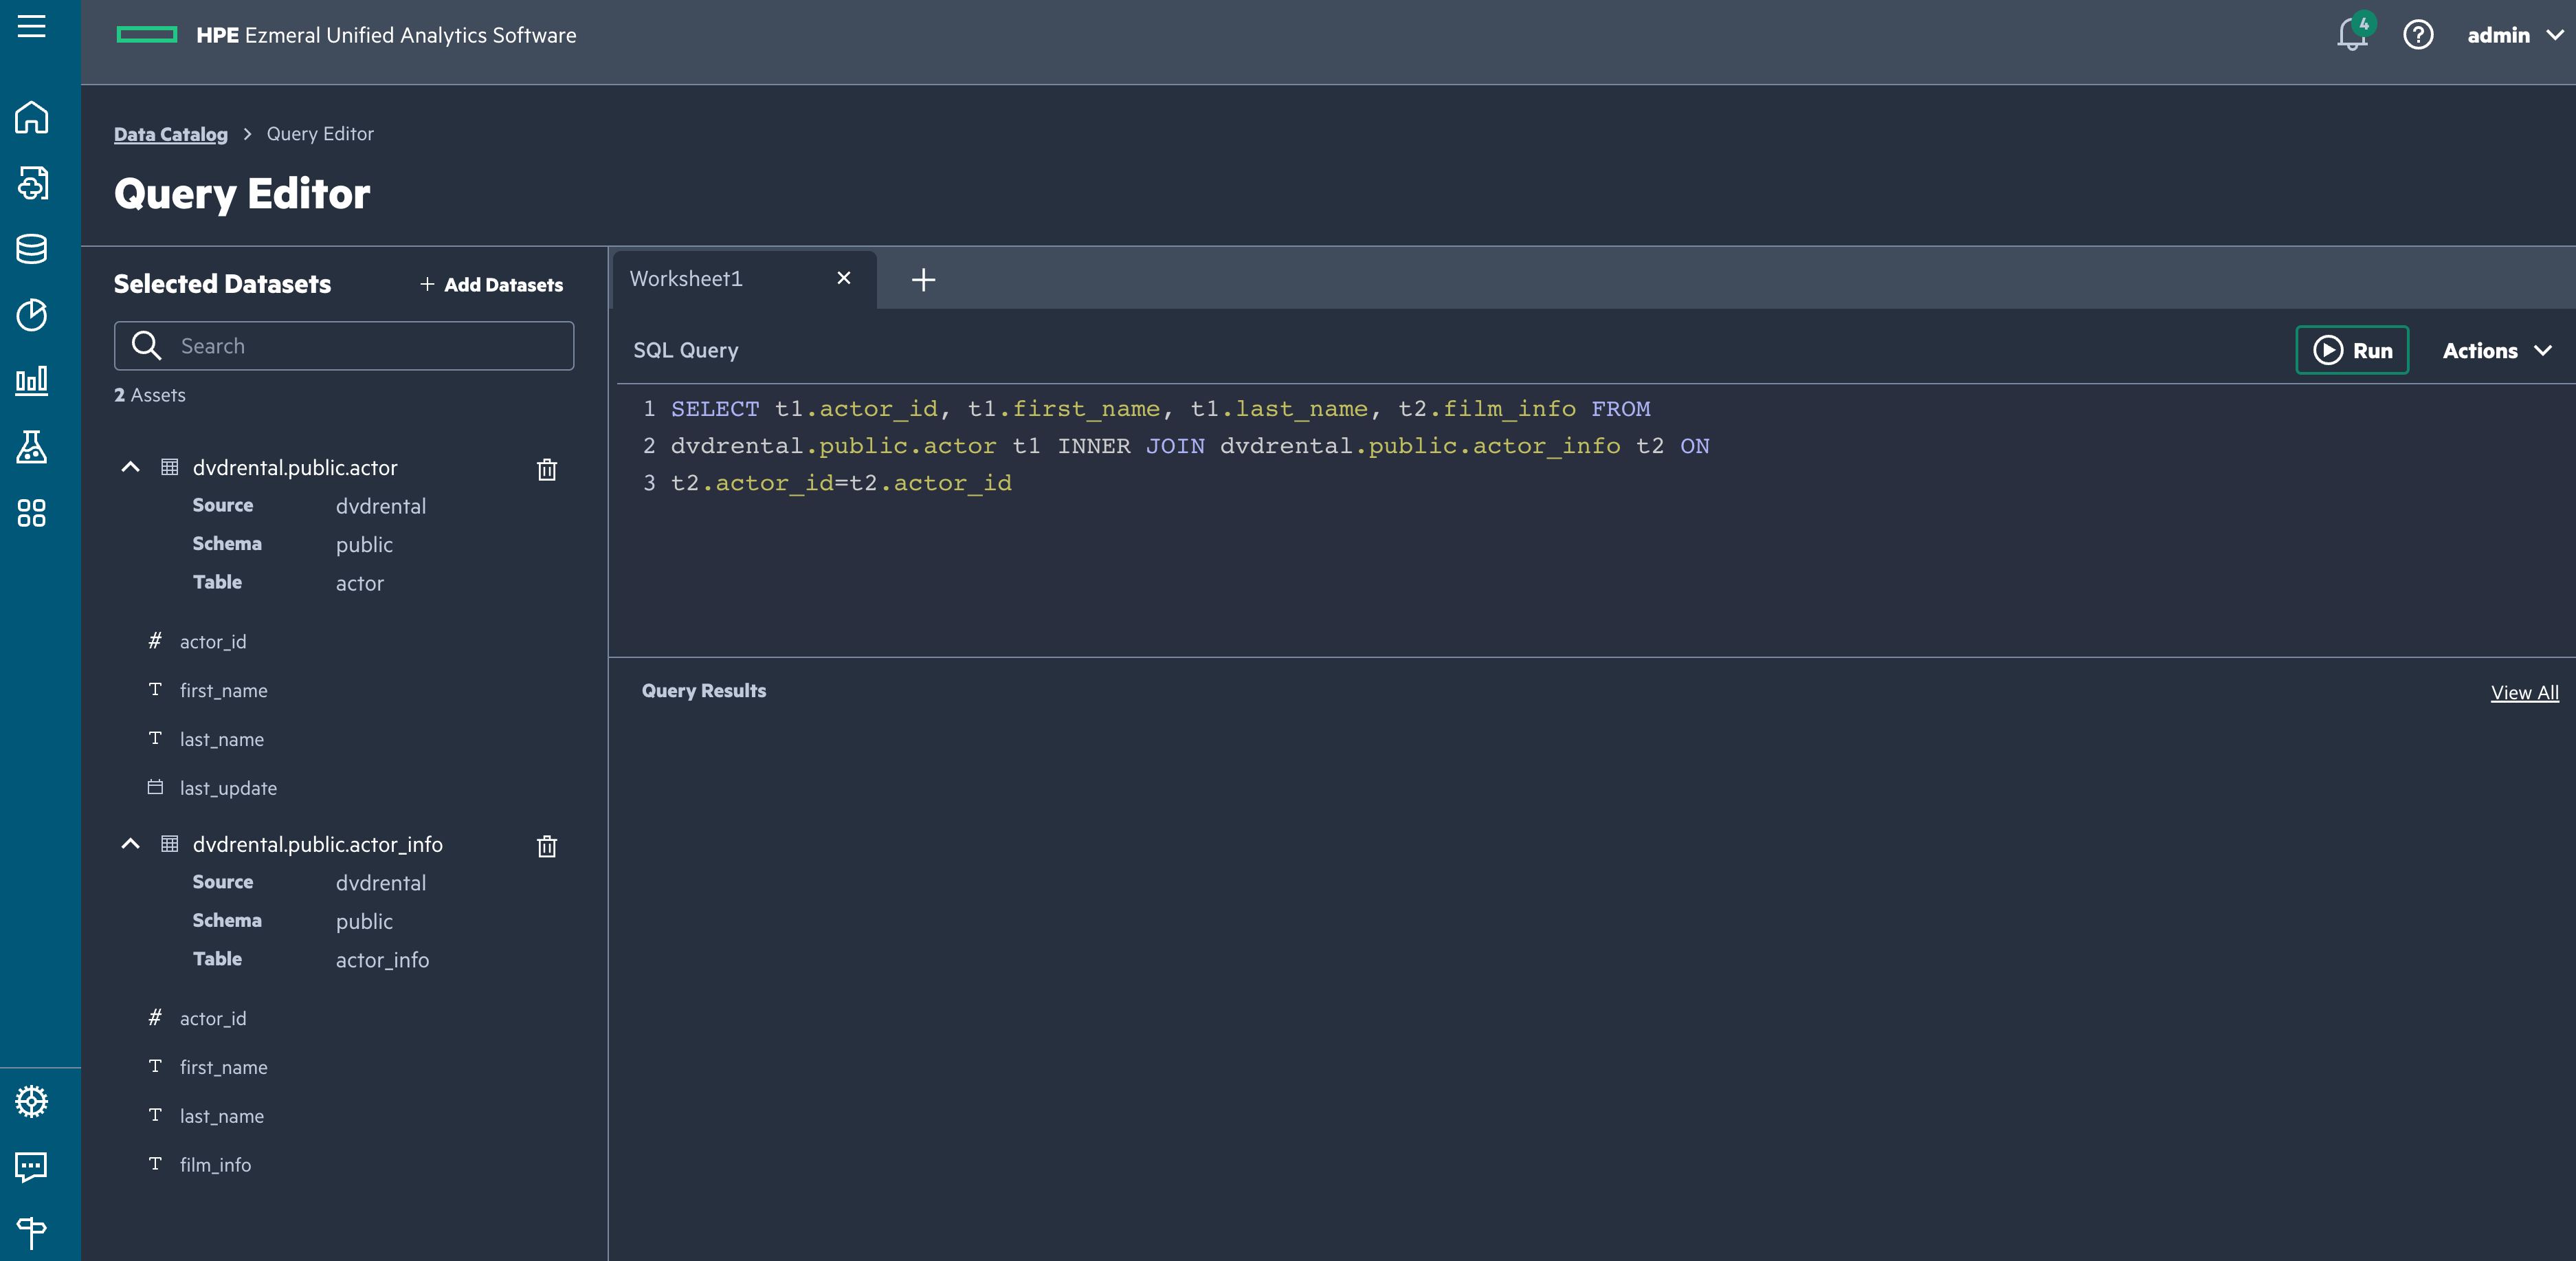 HPE Ezmeral Unified Analytics Software
4
admin
Data Catalog > Query Editor
Query Editor
Selected Datasets
+ Add Datasets
Search
2 Assets
dvdrental.public.actor
Source dvdrental
Schema public
Table actor
# actor_id
T first_name
T last_name
last_update
dvdrental.public.actor_info
Source dvdrental
Schema public
Table actor_info
# actor_id
T first_name
T last_name
T film_info
Worksheet1
SQL Query
Run
Actions
1 SELECT t1.actor_id, t1.first_name, t1.last_name, t2.film_info FROM
2 dvdrental.public.actor t1 INNER JOIN dvdrental.public.actor_info t2 ON
3 t2.actor_id=t2.actor_id
Query Results
View All